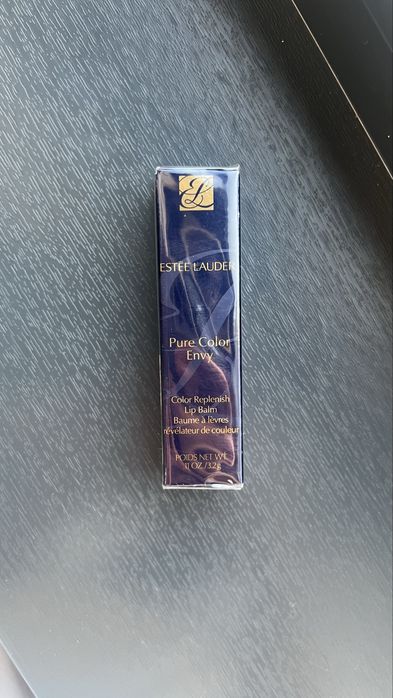 ESTĒE LAUDER
Pure Color
Envy
Color Replenish
Lip Balm
Baume à lèvres
révélateur de couleur
POIDS NET WT.
.11 OZ./3.2g